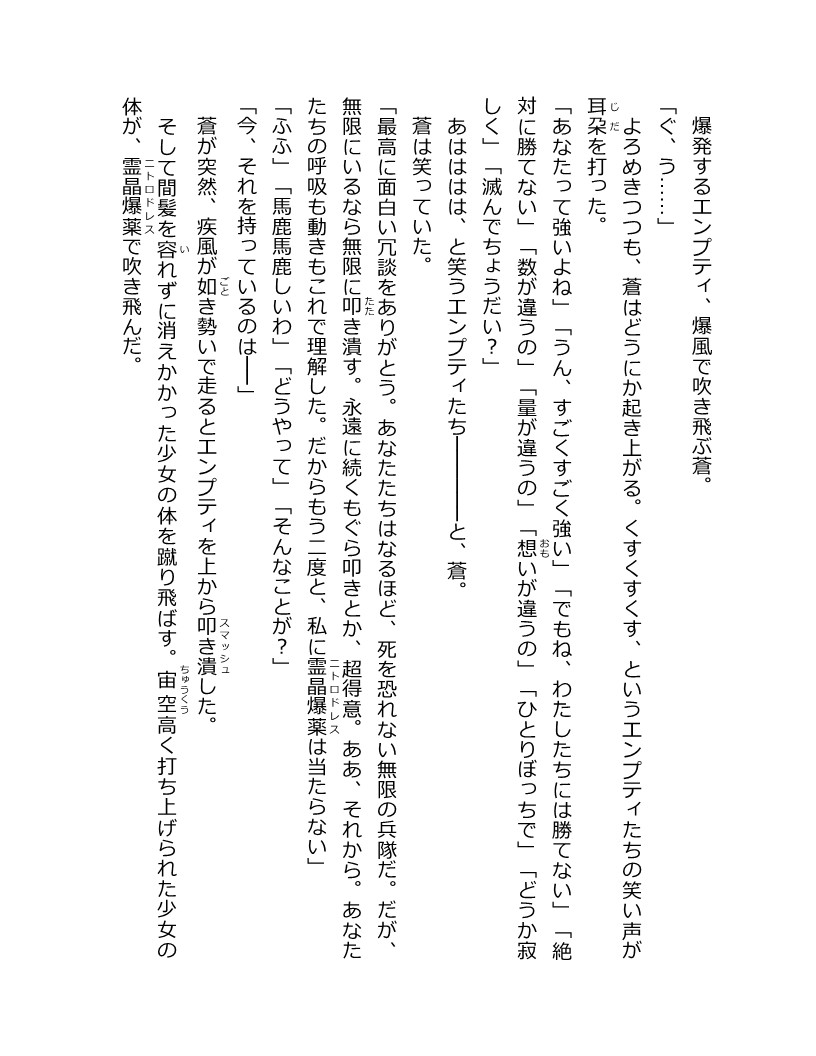 爆発するエンプティ、爆風で吹き飛ぶ蒼。
「ぐ、う……」
よろめきつつも、蒼はどうにか起き上がる。くすくすくす、というエンプティたちの笑い声が
耳朶を打った。
「あなたって強いよね」「うん、すごくすごく強い」「でもね、わたしたちには勝てない」「絶
対に勝てない」「数が違うの」「量が違うの」「想いが違うの」「ひとりぼっちで」「どうか寂
しく」「滅んでちょうだい？」
あはははは、と笑うエンプティたち————と、蒼。
蒼は笑っていた。
「最高に面白い冗談をありがとう。あなたたちはなるほど、死を恐れない無限の兵隊だ。だが、
無限にいるなら無限に叩き潰す。永遠に続くもぐら叩きとか、超得意。ああ、それから。あなた
たちの呼吸も動きもこれで理解した。だからもう二度と、私に霊晶爆薬は当たらない」
「ふふ」「馬鹿馬鹿しいわ」「どうやって」「そんなことが？」
「今、それを持っているのは——」
蒼が突然、疾風が如き勢いで走るとエンプティを上から叩き潰した。
そして間髪を容れずに消えかかった少女の体を蹴り飛ばす。宙空高く打ち上げられた少女の
体が、霊晶爆薬で吹き飛んだ。